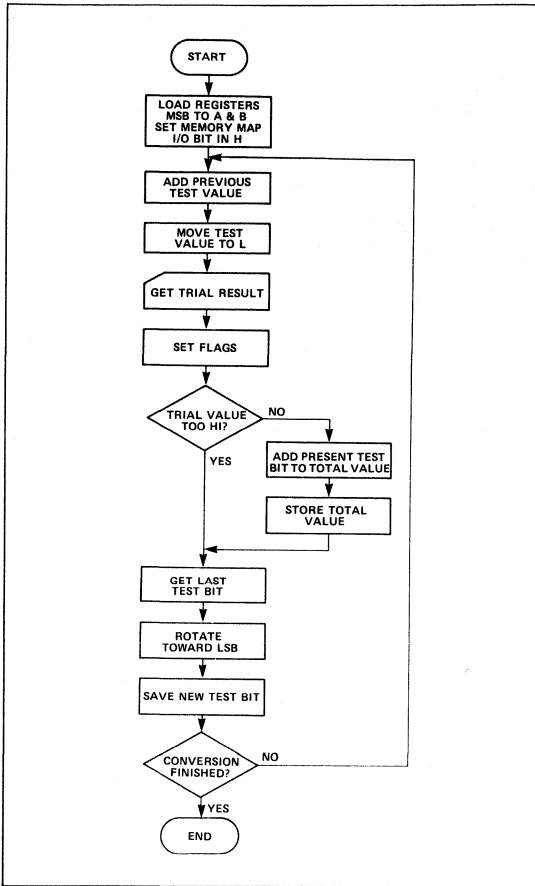 START
LOAD REGISTERS
MSB TO A & B
SET MEMORY MAP
I/O BIT IN H
ADD PREVIOUS
TEST VALUE
MOVE TEST
VALUE TO L
GET TRIAL RESULT
SET FLAGS
TRIAL VALUE
TOO HI?
NO
YES
ADD PRESENT TEST
BIT TO TOTAL VALUE
STORE TOTAL
VALUE
GET LAST
TEST BIT
ROTATE
TOWARD LSB
SAVE NEW TEST BIT
CONVERSION
FINISHED?
NO
YES
END